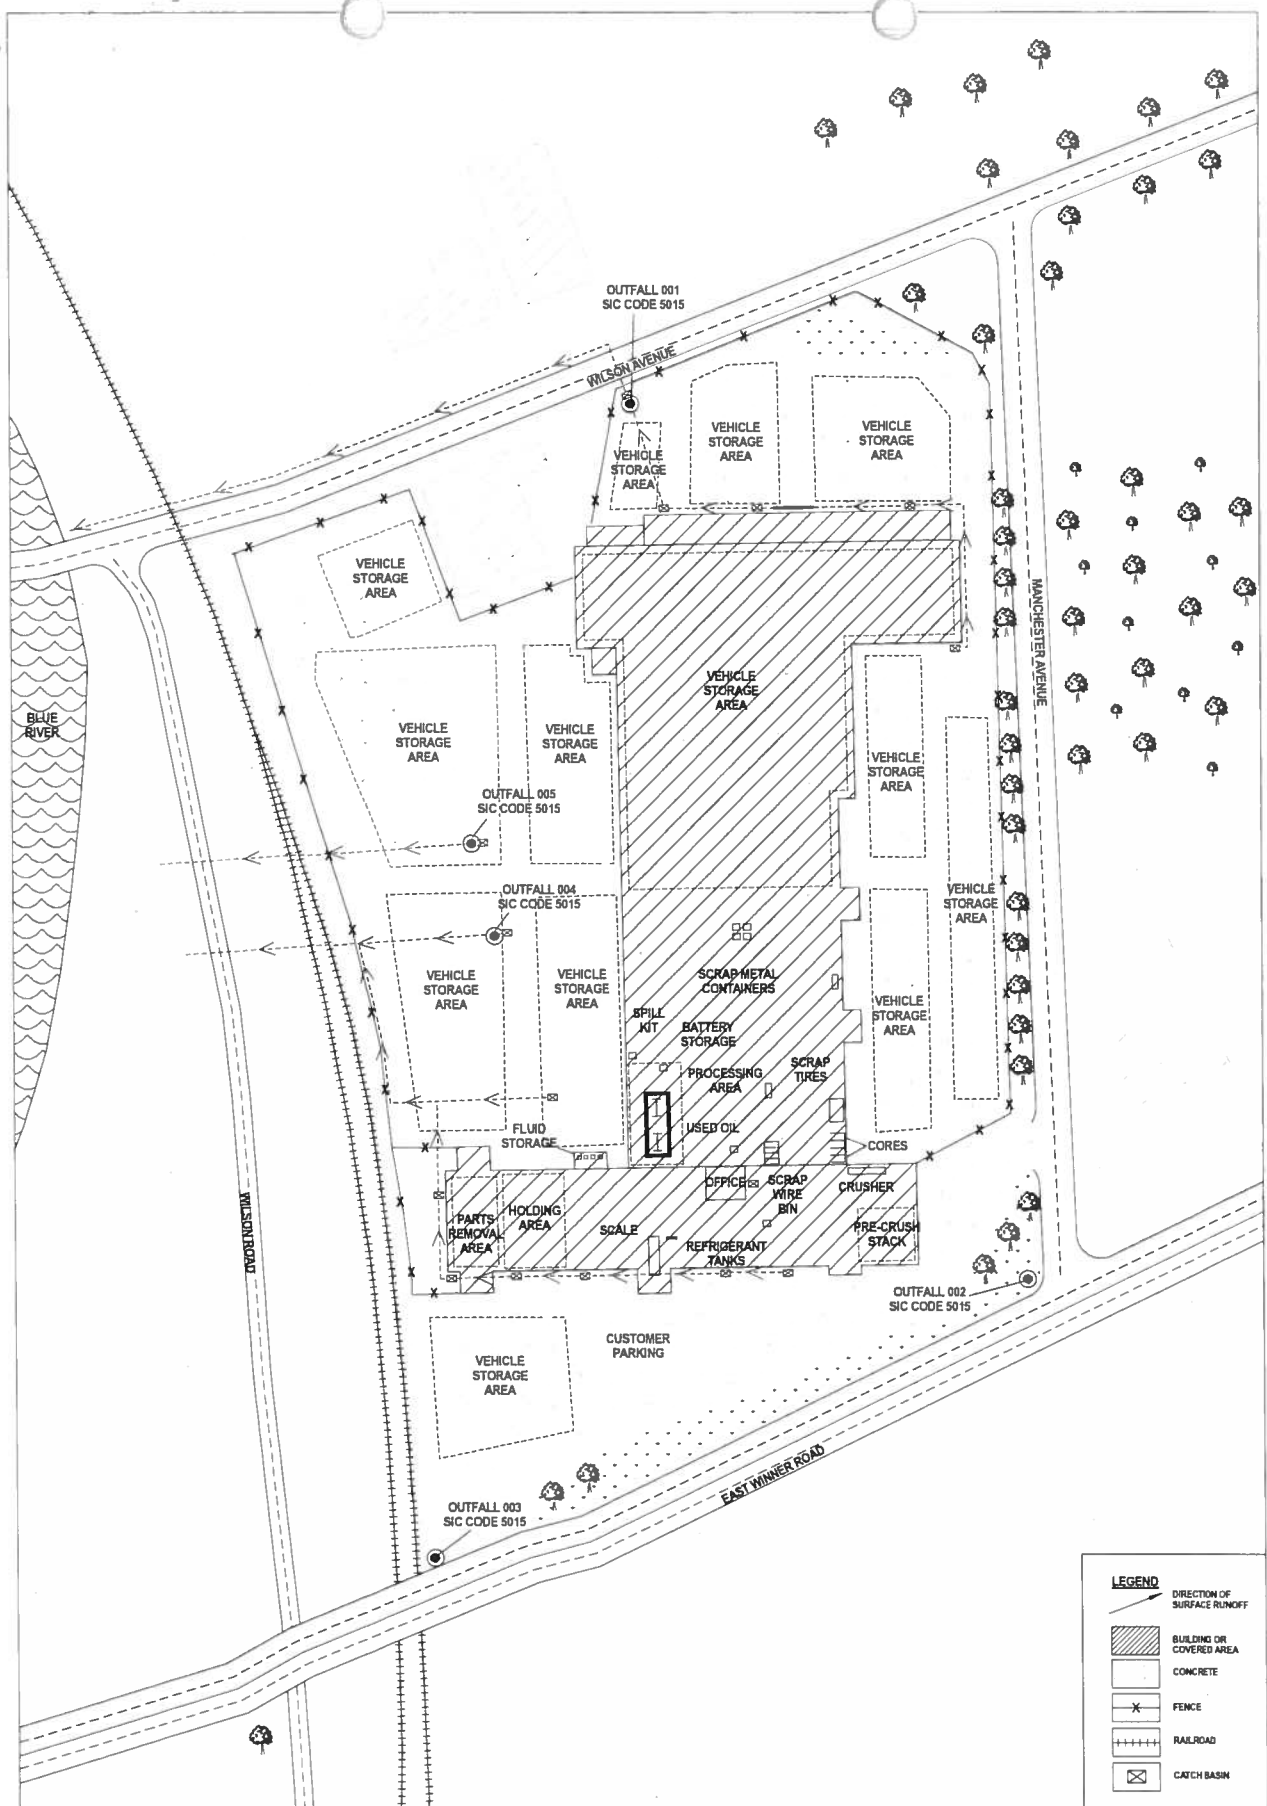 OUTFALL 001
SIC CODE 5015
WILSON AVENUE
VEHICLE
STORAGE
AREA
VEHICLE
STORAGE
AREA
VEHICLE
STORAGE
AREA
VEHICLE
STORAGE
AREA
MANCHESTER AVENUE
VEHICLE
STORAGE
AREA
BLUE
RIVER
VEHICLE
STORAGE
AREA
VEHICLE
STORAGE
AREA
VEHICLE
STORAGE
AREA
OUTFALL 005
SIC CODE 5015
OUTFALL 004
SIC CODE 5015
VEHICLE
STORAGE
AREA
VEHICLE
STORAGE
AREA
VEHICLE
STORAGE
AREA
SCRAP METAL
CONTAINERS
VEHICLE
STORAGE
AREA
SPILL
KIT
BATTERY
STORAGE
SCRAP
TIRES
PROCESSING
AREA
FLUID
STORAGE
USED OIL
CORES
OFFICE
SCRAP
WIRE
BIN
CRUSHER
WILSON ROAD
PARTS
REMOVAL
AREA
HOLDING
AREA
SCALE
REFRIGERANT
TANKS
PRE-CRUSH
STACK
OUTFALL 002
SIC CODE 5015
CUSTOMER
PARKING
VEHICLE
STORAGE
AREA
EAST WINNER ROAD
OUTFALL 003
SIC CODE 5015
LEGEND
DIRECTION OF
SURFACE RUNOFF
BUILDING OR
COVERED AREA
CONCRETE
FENCE
RAILROAD
CATCH BASIN